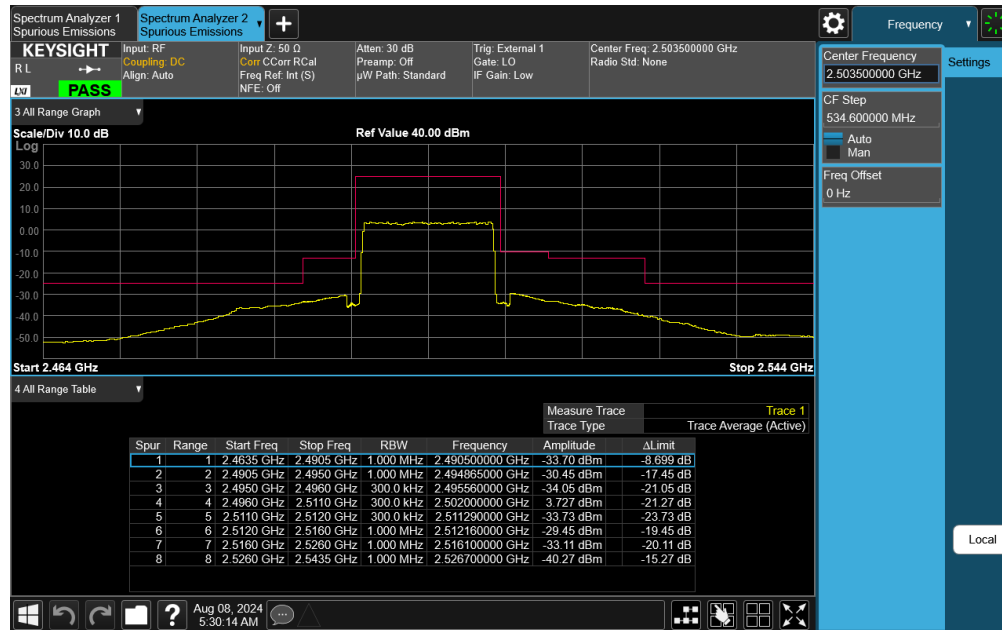 Spectrum Analyzer 1
Spurious Emissions
Spectrum Analyzer 2
Spurious Emissions
Frequency
KEYSIGHT
R L
LXI
PASS
Input: RF
Coupling: DC
Align: Auto
Input Z: 50 Ω
Corr CCorr RCal
Freq Ref: Int (S)
NFE: Off
Atten: 30 dB
Preamp: Off
µW Path: Standard
Trig: External 1
Gate: LO
IF Gain: Low
Center Freq: 2.503500000 GHz
Radio Std: None
Center Frequency
2.503500000 GHz
Settings
CF Step
534.600000 MHz
Auto
Man
Freq Offset
0 Hz
3 All Range Graph
Scale/Div 10.0 dB
Ref Value 40.00 dBm
Log
30.0
20.0
10.0
0.00
-10.0
-20.0
-30.0
-40.0
-50.0
Start 2.464 GHz
Stop 2.544 GHz
4 All Range Table
Measure Trace Trace 1
Trace Type Trace Average (Active)
Spur Range Start Freq Stop Freq RBW Frequency Amplitude ΔLimit
1 1 2.4635 GHz 2.4905 GHz 1.000 MHz 2.490500000 GHz -33.70 dBm -8.699 dB
2 2 2.4905 GHz 2.4950 GHz 1.000 MHz 2.494865000 GHz -30.45 dBm -17.45 dB
3 3 2.4950 GHz 2.4960 GHz 300.0 kHz 2.495560000 GHz -34.05 dBm -21.05 dB
4 4 2.4960 GHz 2.5110 GHz 300.0 kHz 2.502000000 GHz 3.727 dBm -21.27 dB
5 5 2.5110 GHz 2.5120 GHz 300.0 kHz 2.511290000 GHz -33.73 dBm -23.73 dB
6 6 2.5120 GHz 2.5160 GHz 1.000 MHz 2.512160000 GHz -29.45 dBm -19.45 dB
7 7 2.5160 GHz 2.5260 GHz 1.000 MHz 2.516100000 GHz -33.11 dBm -20.11 dB
8 8 2.5260 GHz 2.5435 GHz 1.000 MHz 2.526700000 GHz -40.27 dBm -15.27 dB
Local
?
Aug 08, 2024
5:30:14 AM